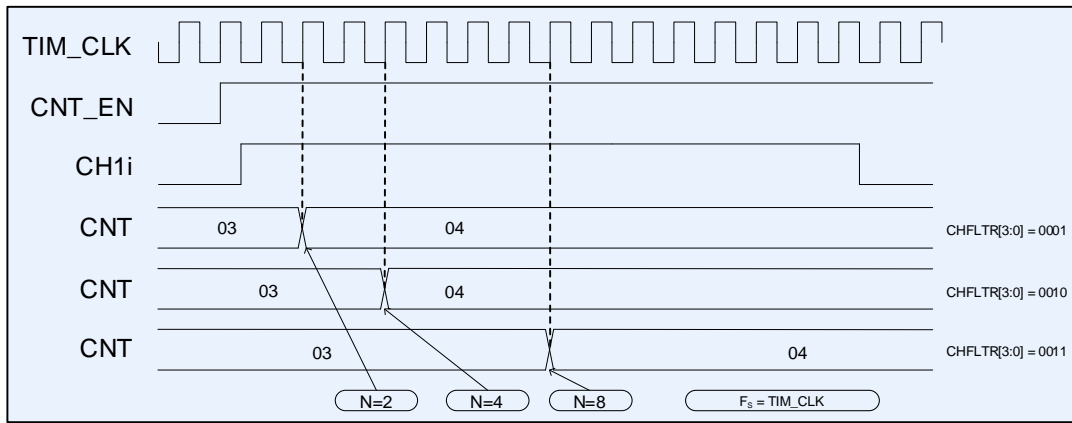 TIM_CLK
CNT_EN
CH1i
CNT 03 04 CHFLTR[3:0] = 0001
CNT 03 04 CHFLTR[3:0] = 0010
CNT 03 04 CHFLTR[3:0] = 0011
N=2 N=4 N=8 FS = TIM_CLK